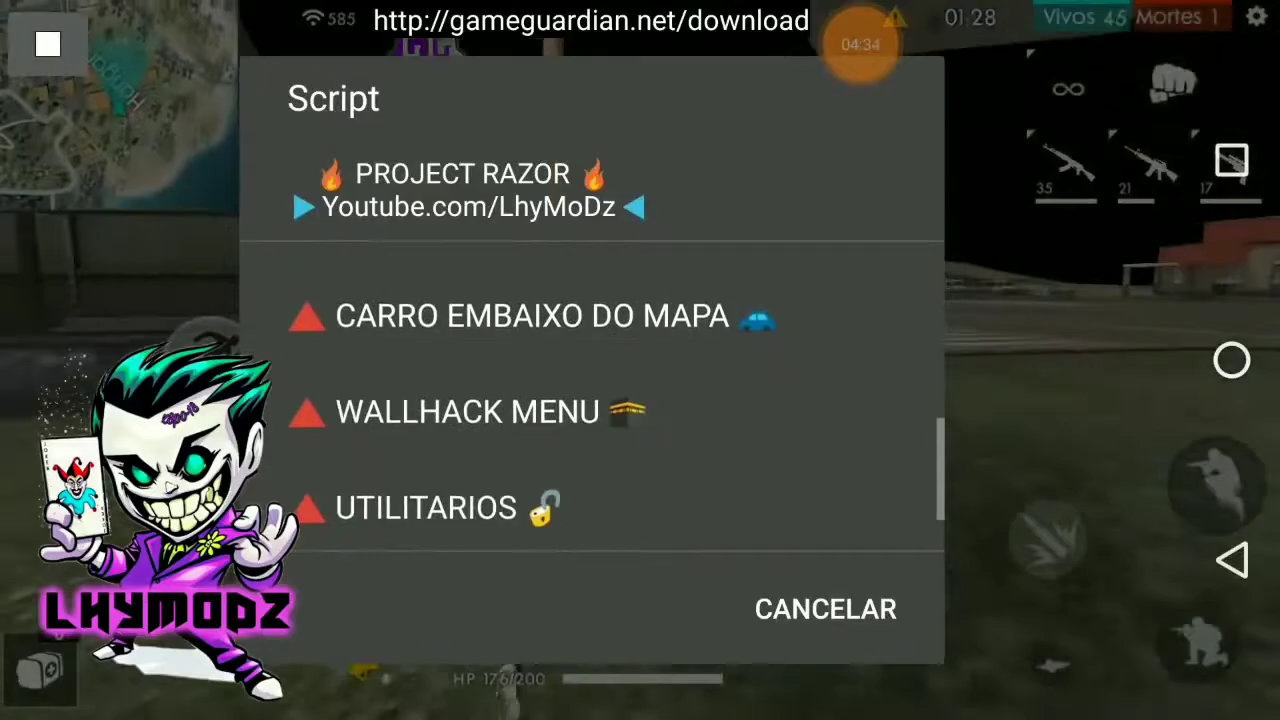 585
http://gameguardian.net/download
04:34
01:28
Vivos 45 Mortes 1
Script
🔥 PROJECT RAZOR 🔥
▶ Youtube.com/LhyMoDz ◀
35
21
17
🔺 CARRO EMBAIXO DO MAPA 🚙
🔺 WALLHACK MENU 🕋
🔺 UTILITARIOS 🔓
CANCELAR
JOKER
LHYMODZ
HP 176/200